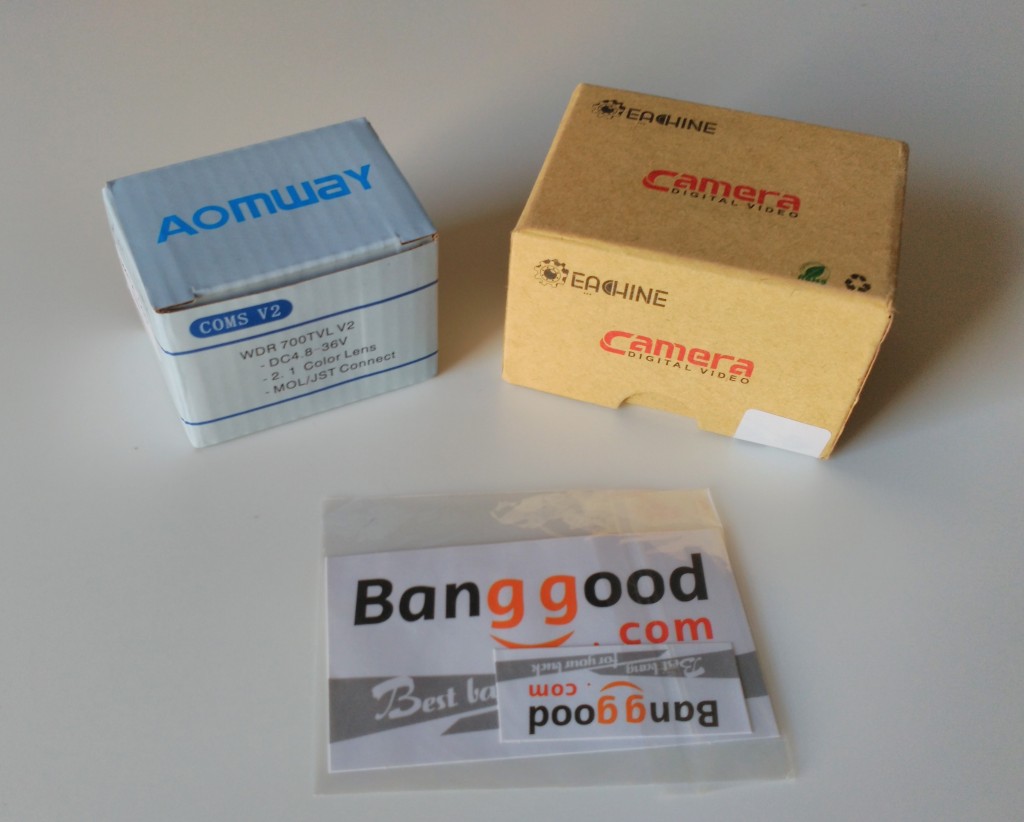 AOMWAY
COMS V2
WDR 700TVL V2
- DC4.8-36V
- 2.1 Color Lens
- MOL/JST Connect
EACHINE
Camera
DIGITAL VIDEO
EACHINE
Camera
DIGITAL VIDEO
Banggood
.com
Best ba
Banggood
.com
Best bang
for your buck